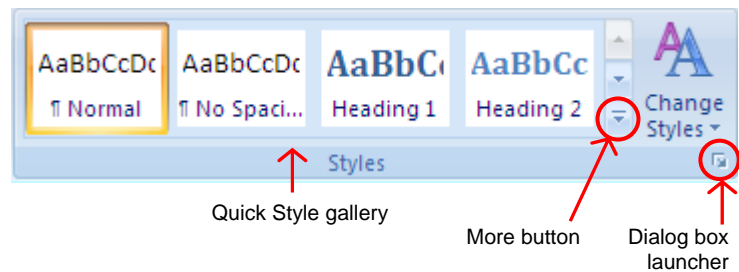 AaBbCcDc AaBbCcDc AaBbC AaBbCc
¶ Normal ¶ No Spaci... Heading 1 Heading 2
Change
Styles
Styles
Quick Style gallery
More button
Dialog box
launcher